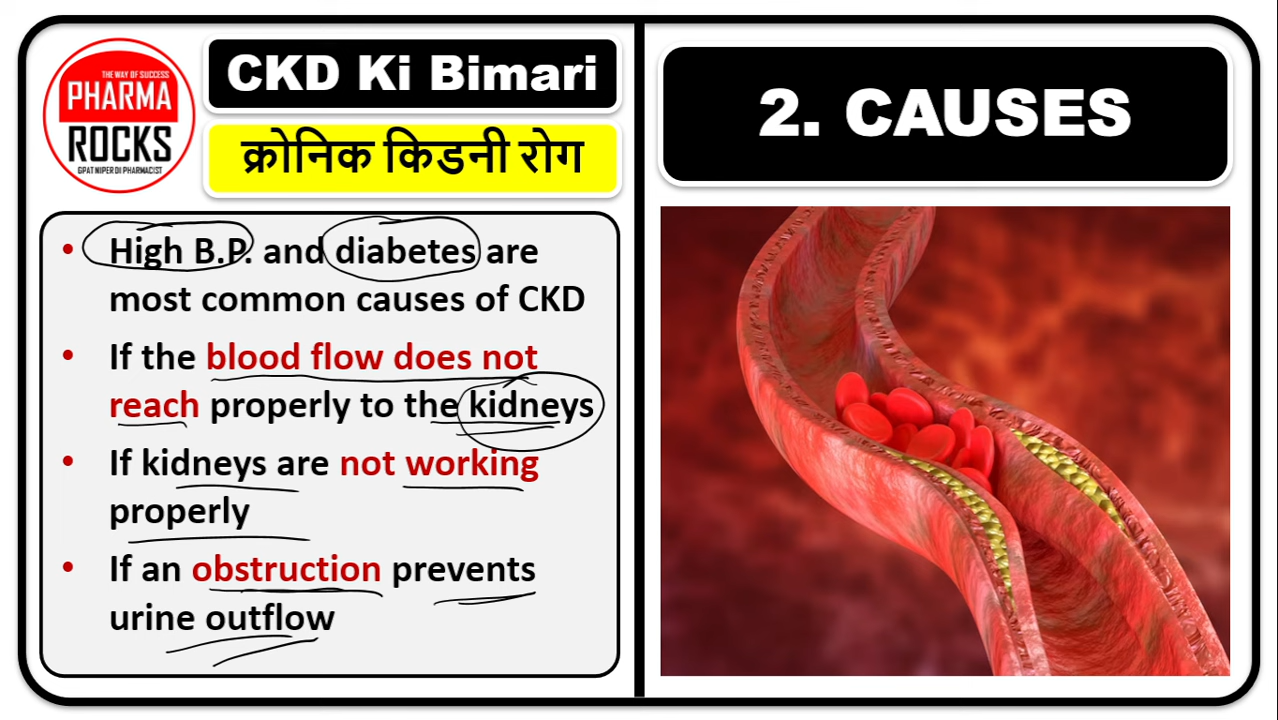 THE WAY OF SUCCESS
PHARMA
ROCKS
GPAT NIPER DI PHARMACIST
CKD Ki Bimari
क्रोनिक किडनी रोग
• High B.P. and diabetes are
most common causes of CKD
• If the blood flow does not
reach properly to the kidneys
• If kidneys are not working
properly
• If an obstruction prevents
urine outflow
2. CAUSES